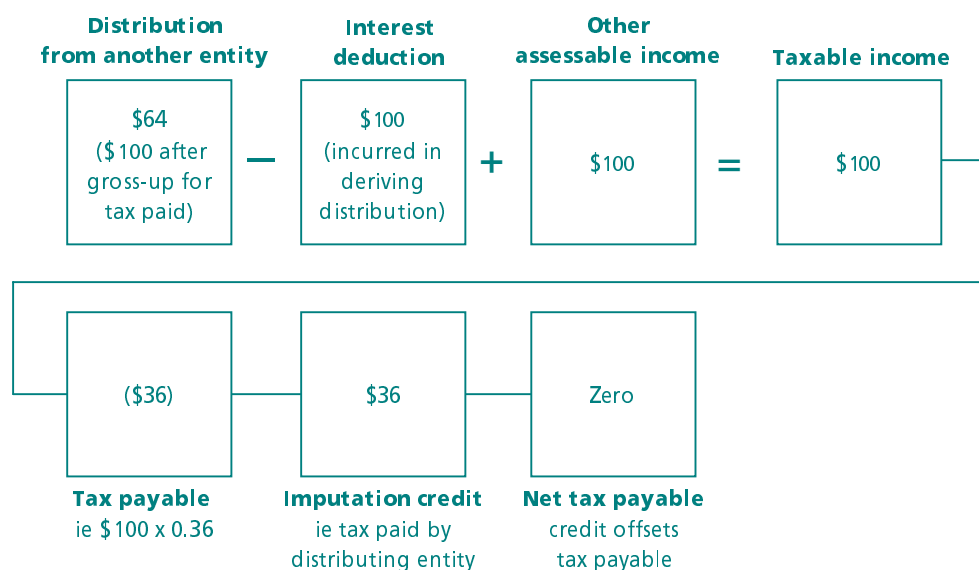 Distribution
from another entity
Interest
deduction
Other
assessable income
Taxable income
$64
($100 after
gross-up for
tax paid)
–
$100
(incurred in
deriving
distribution)
+
$100
=
$100
($36)
$36
Zero
Tax payable
ie $100 x 0.36
Imputation credit
ie tax paid by
distributing entity
Net tax payable
credit offsets
tax payable